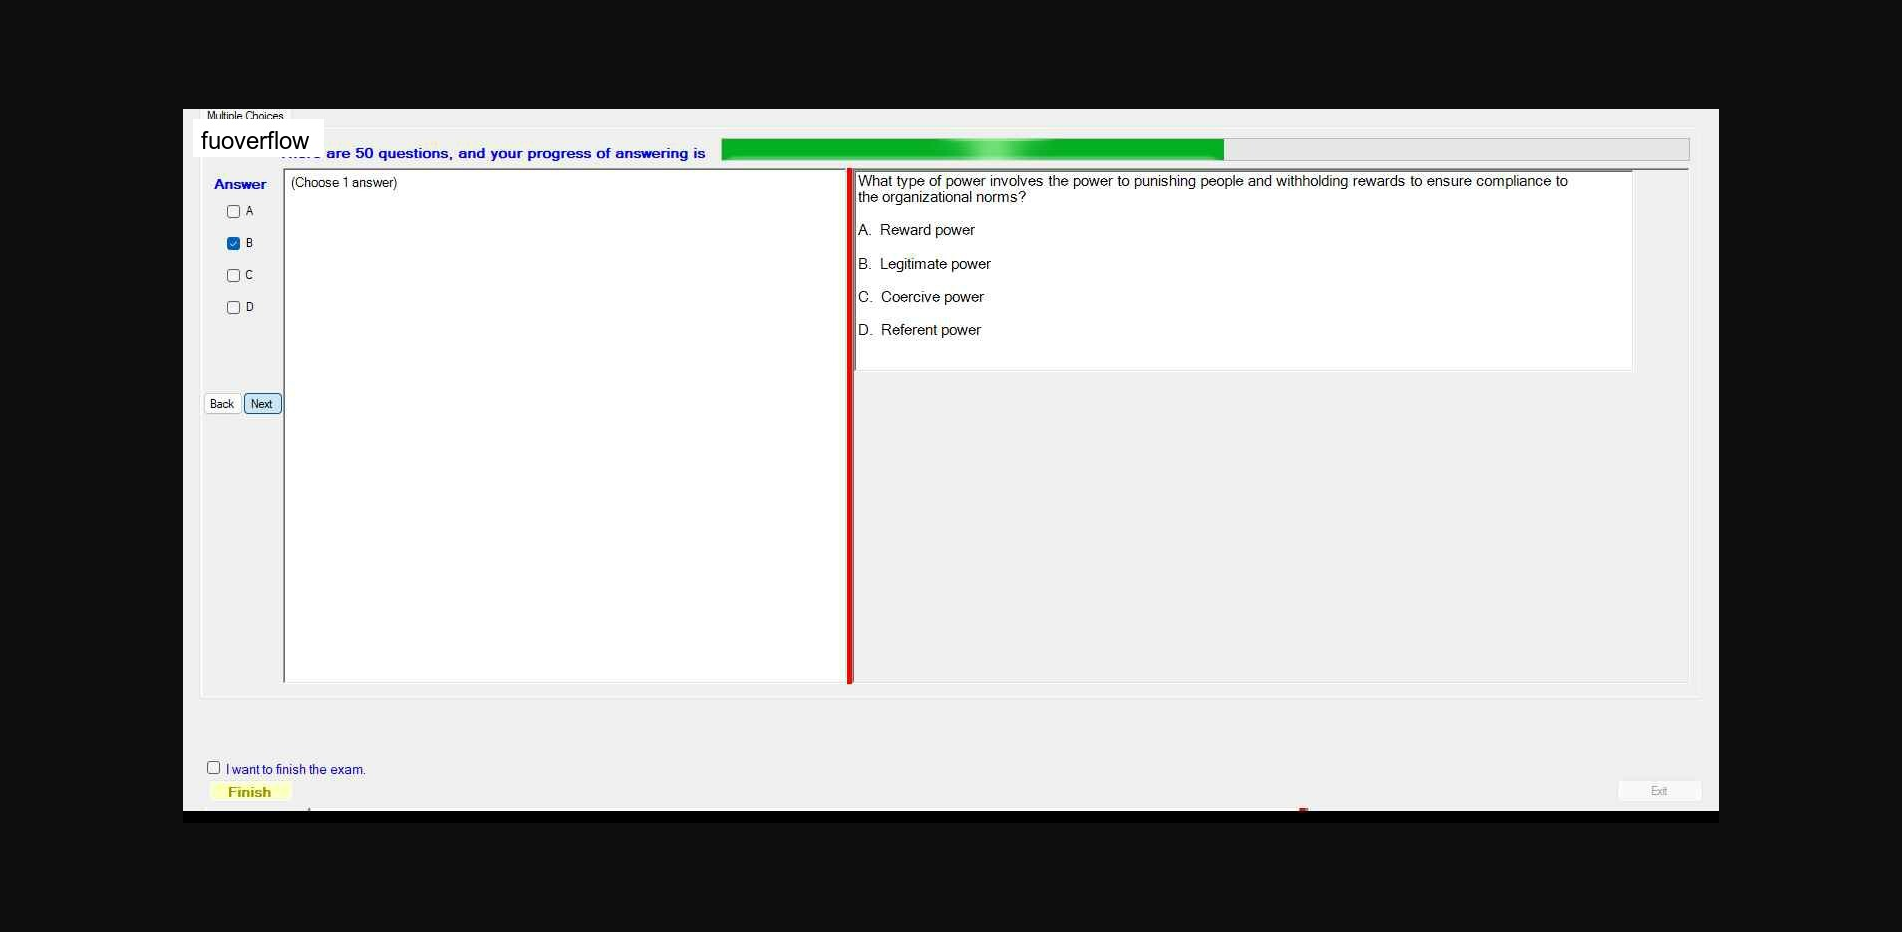 Multiple Choices
fuoverflow
are 50 questions, and your progress of answering is
Answer
(Choose 1 answer)
A
B
C
D
Back Next
What type of power involves the power to punishing people and withholding rewards to ensure compliance to
the organizational norms?
A. Reward power
B. Legitimate power
C. Coercive power
D. Referent power
I want to finish the exam.
Finish
Exit